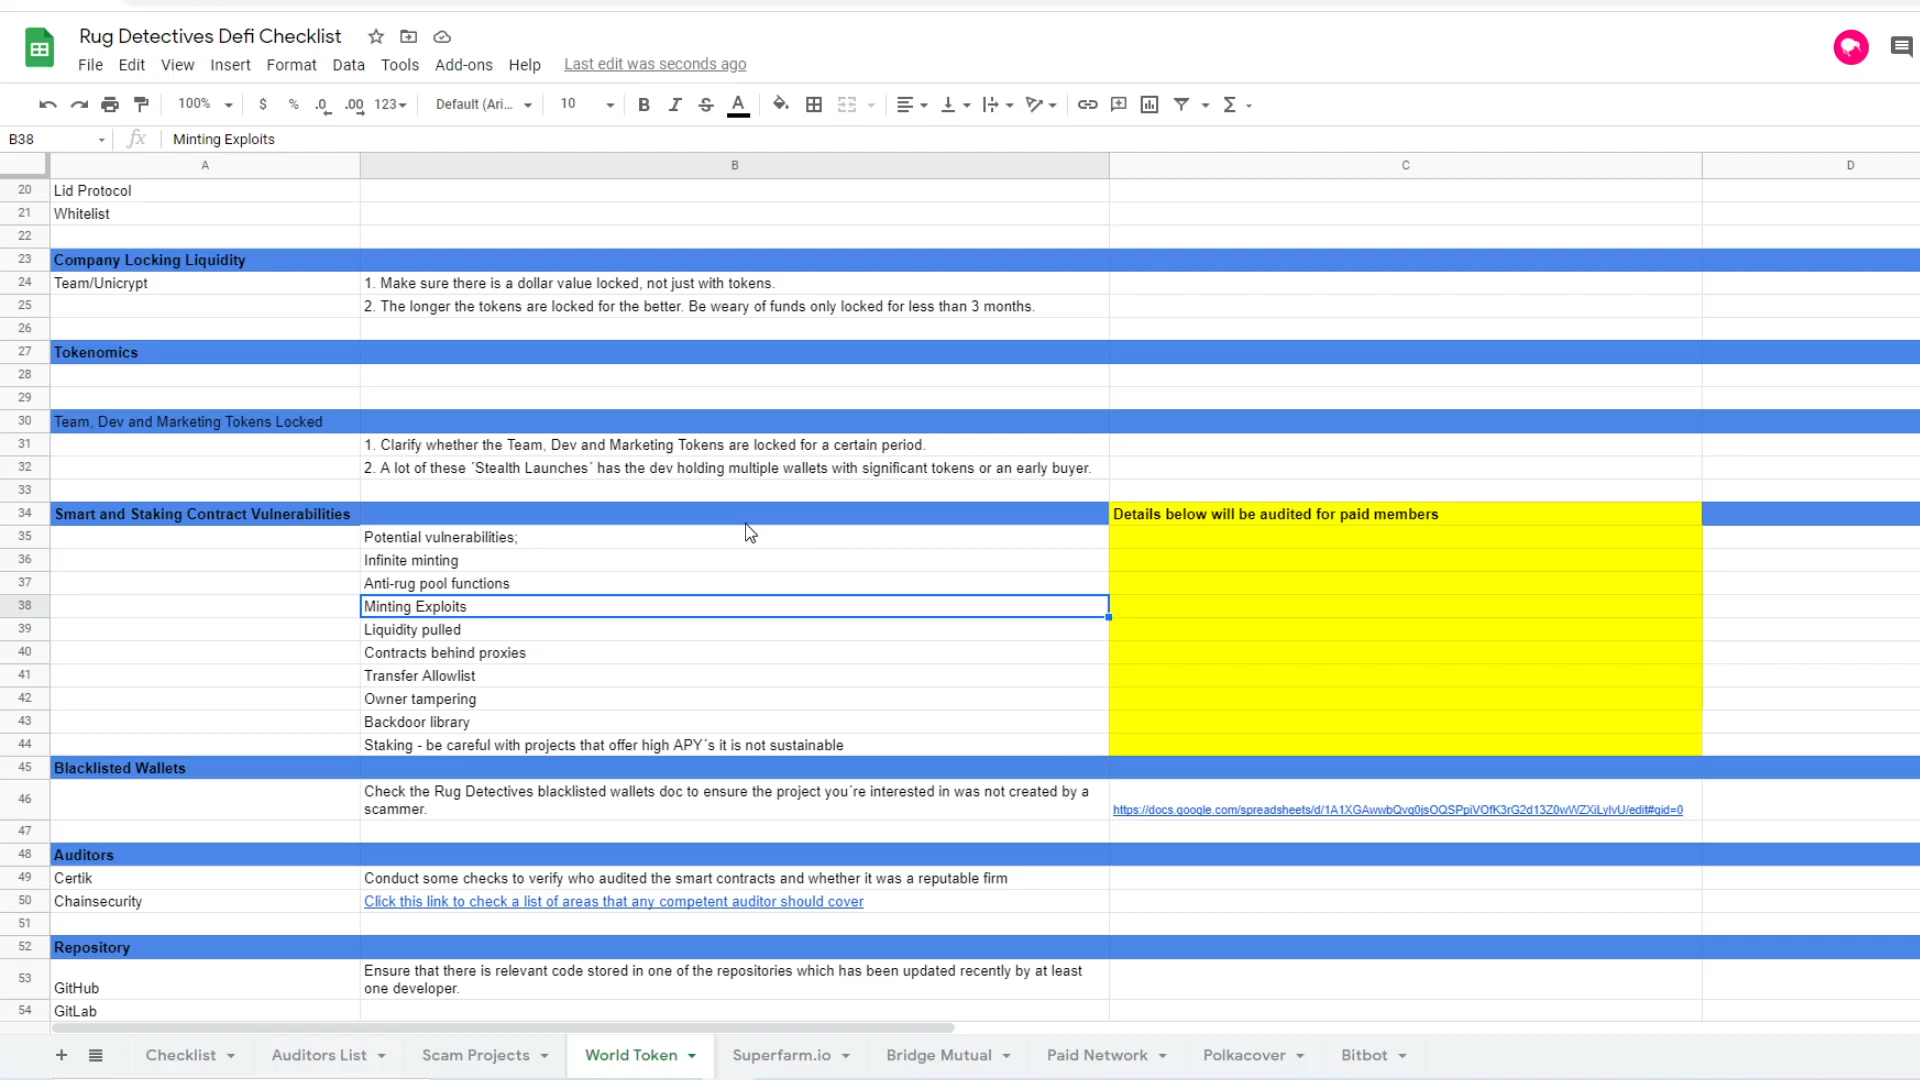 Rug Detectives Defi Checklist
File Edit View Insert Format Data Tools Add-ons Help Last edit was seconds ago
100% $ % .0 .00 123 Default (Ari... 10 B I S A
B38 fx Minting Exploits
A B C D
20 Lid Protocol
21 Whitelist
22
23 Company Locking Liquidity
24 Team/Unicrypt 1. Make sure there is a dollar value locked, not just with tokens.
25 2. The longer the tokens are locked for the better. Be weary of funds only locked for less than 3 months.
26
27 Tokenomics
28
29
30 Team, Dev and Marketing Tokens Locked
31 1. Clarify whether the Team, Dev and Marketing Tokens are locked for a certain period.
32 2. A lot of these ´Stealth Launches´ has the dev holding multiple wallets with significant tokens or an early buyer.
33
34 Smart and Staking Contract Vulnerabilities Details below will be audited for paid members
35 Potential vulnerabilities;
36 Infinite minting
37 Anti-rug pool functions
38 Minting Exploits
39 Liquidity pulled
40 Contracts behind proxies
41 Transfer Allowlist
42 Owner tampering
43 Backdoor library
44 Staking - be careful with projects that offer high APY´s it is not sustainable
45 Blacklisted Wallets
46 Check the Rug Detectives blacklisted wallets doc to ensure the project you´re interested in was not created by a
scammer. https://docs.google.com/spreadsheets/d/1A1XGAwwbQvq0jsOQSPpiVOfK3rG2d13Z0wWZXiLyIvU/edit#gid=0
47
48 Auditors
49 Certik Conduct some checks to verify who audited the smart contracts and whether it was a reputable firm
50 Chainsecurity Click this link to check a list of areas that any competent auditor should cover
51
52 Repository
53 Ensure that there is relevant code stored in one of the repositories which has been updated recently by at least
GitHub one developer.
54 GitLab
+ Checklist Auditors List Scam Projects World Token Superfarm.io Bridge Mutual Paid Network Polkacover Bitbot